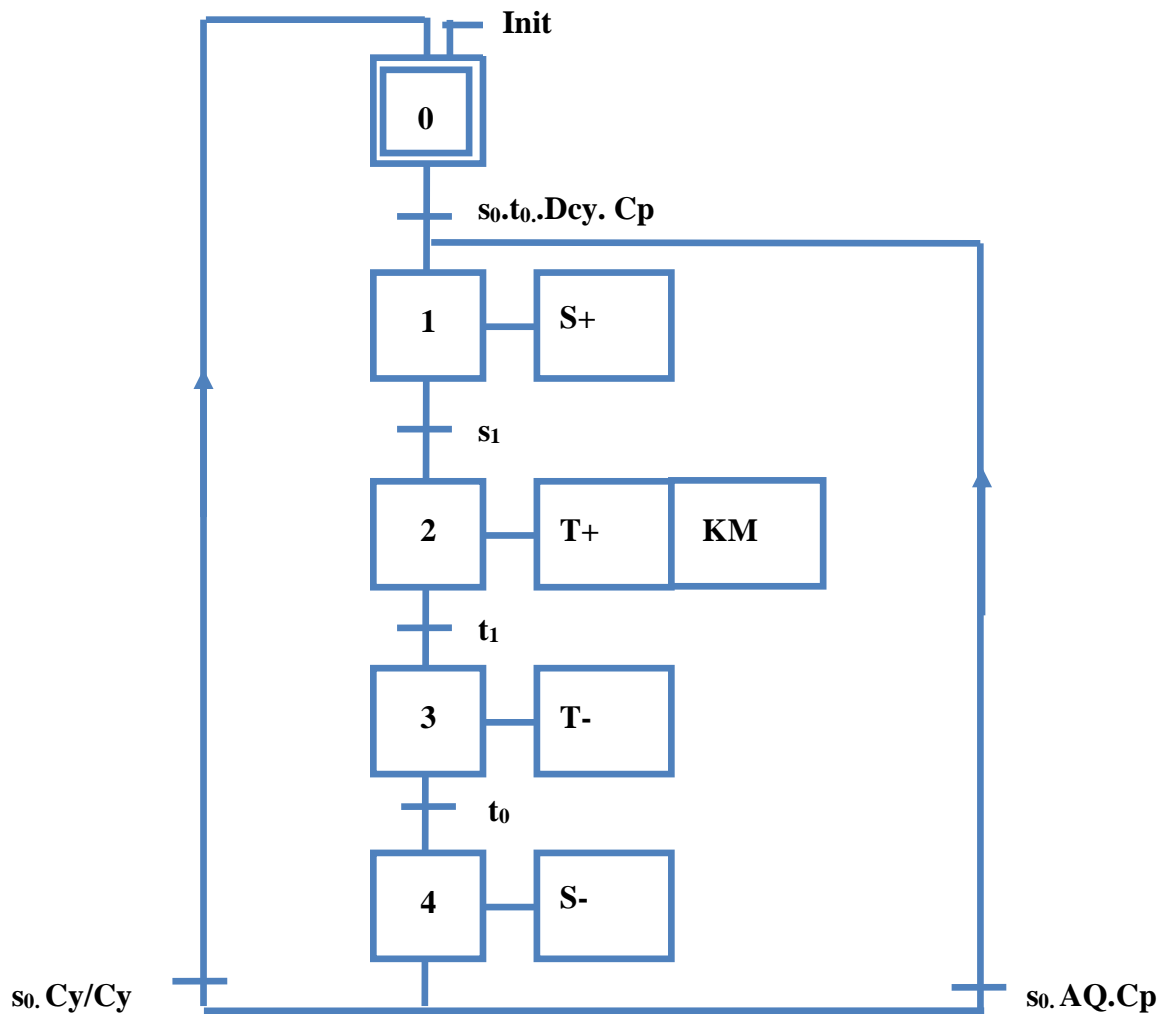 Init
0
s₀.t₀..Dcy. Cp
1 S+
s₁
2 T+ KM
t₁
3 T-
t₀
4 S-
s₀. Cy/Cy s₀. AQ.Cp